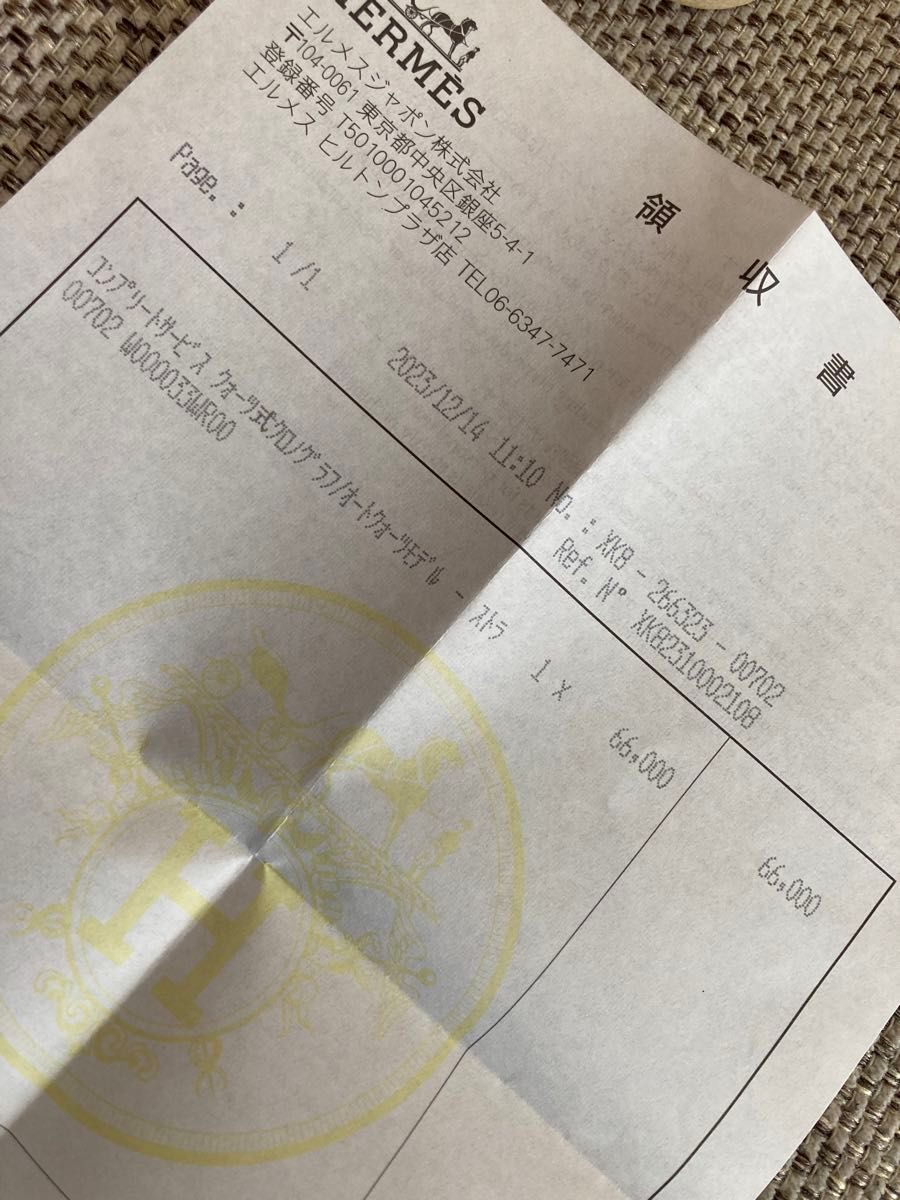 HERMÈS
エルメスジャポン株式会社
〒104-0061 東京都中央区銀座5-4-1
登録番号 T5010001045212
エルメス ヒルトンプラザ店 TEL06-6347-7471
領 収 書
Page. : 1 /1 2023/12/14 11:10 No. : XK8 - 266323 - 00702
Ref. N° XK82310002108
コンプリートサービス クォーツ式クロノグラフ/オートクォーツモデル - ストラ
00702 W000033WR00
1 X 66,000 66,000